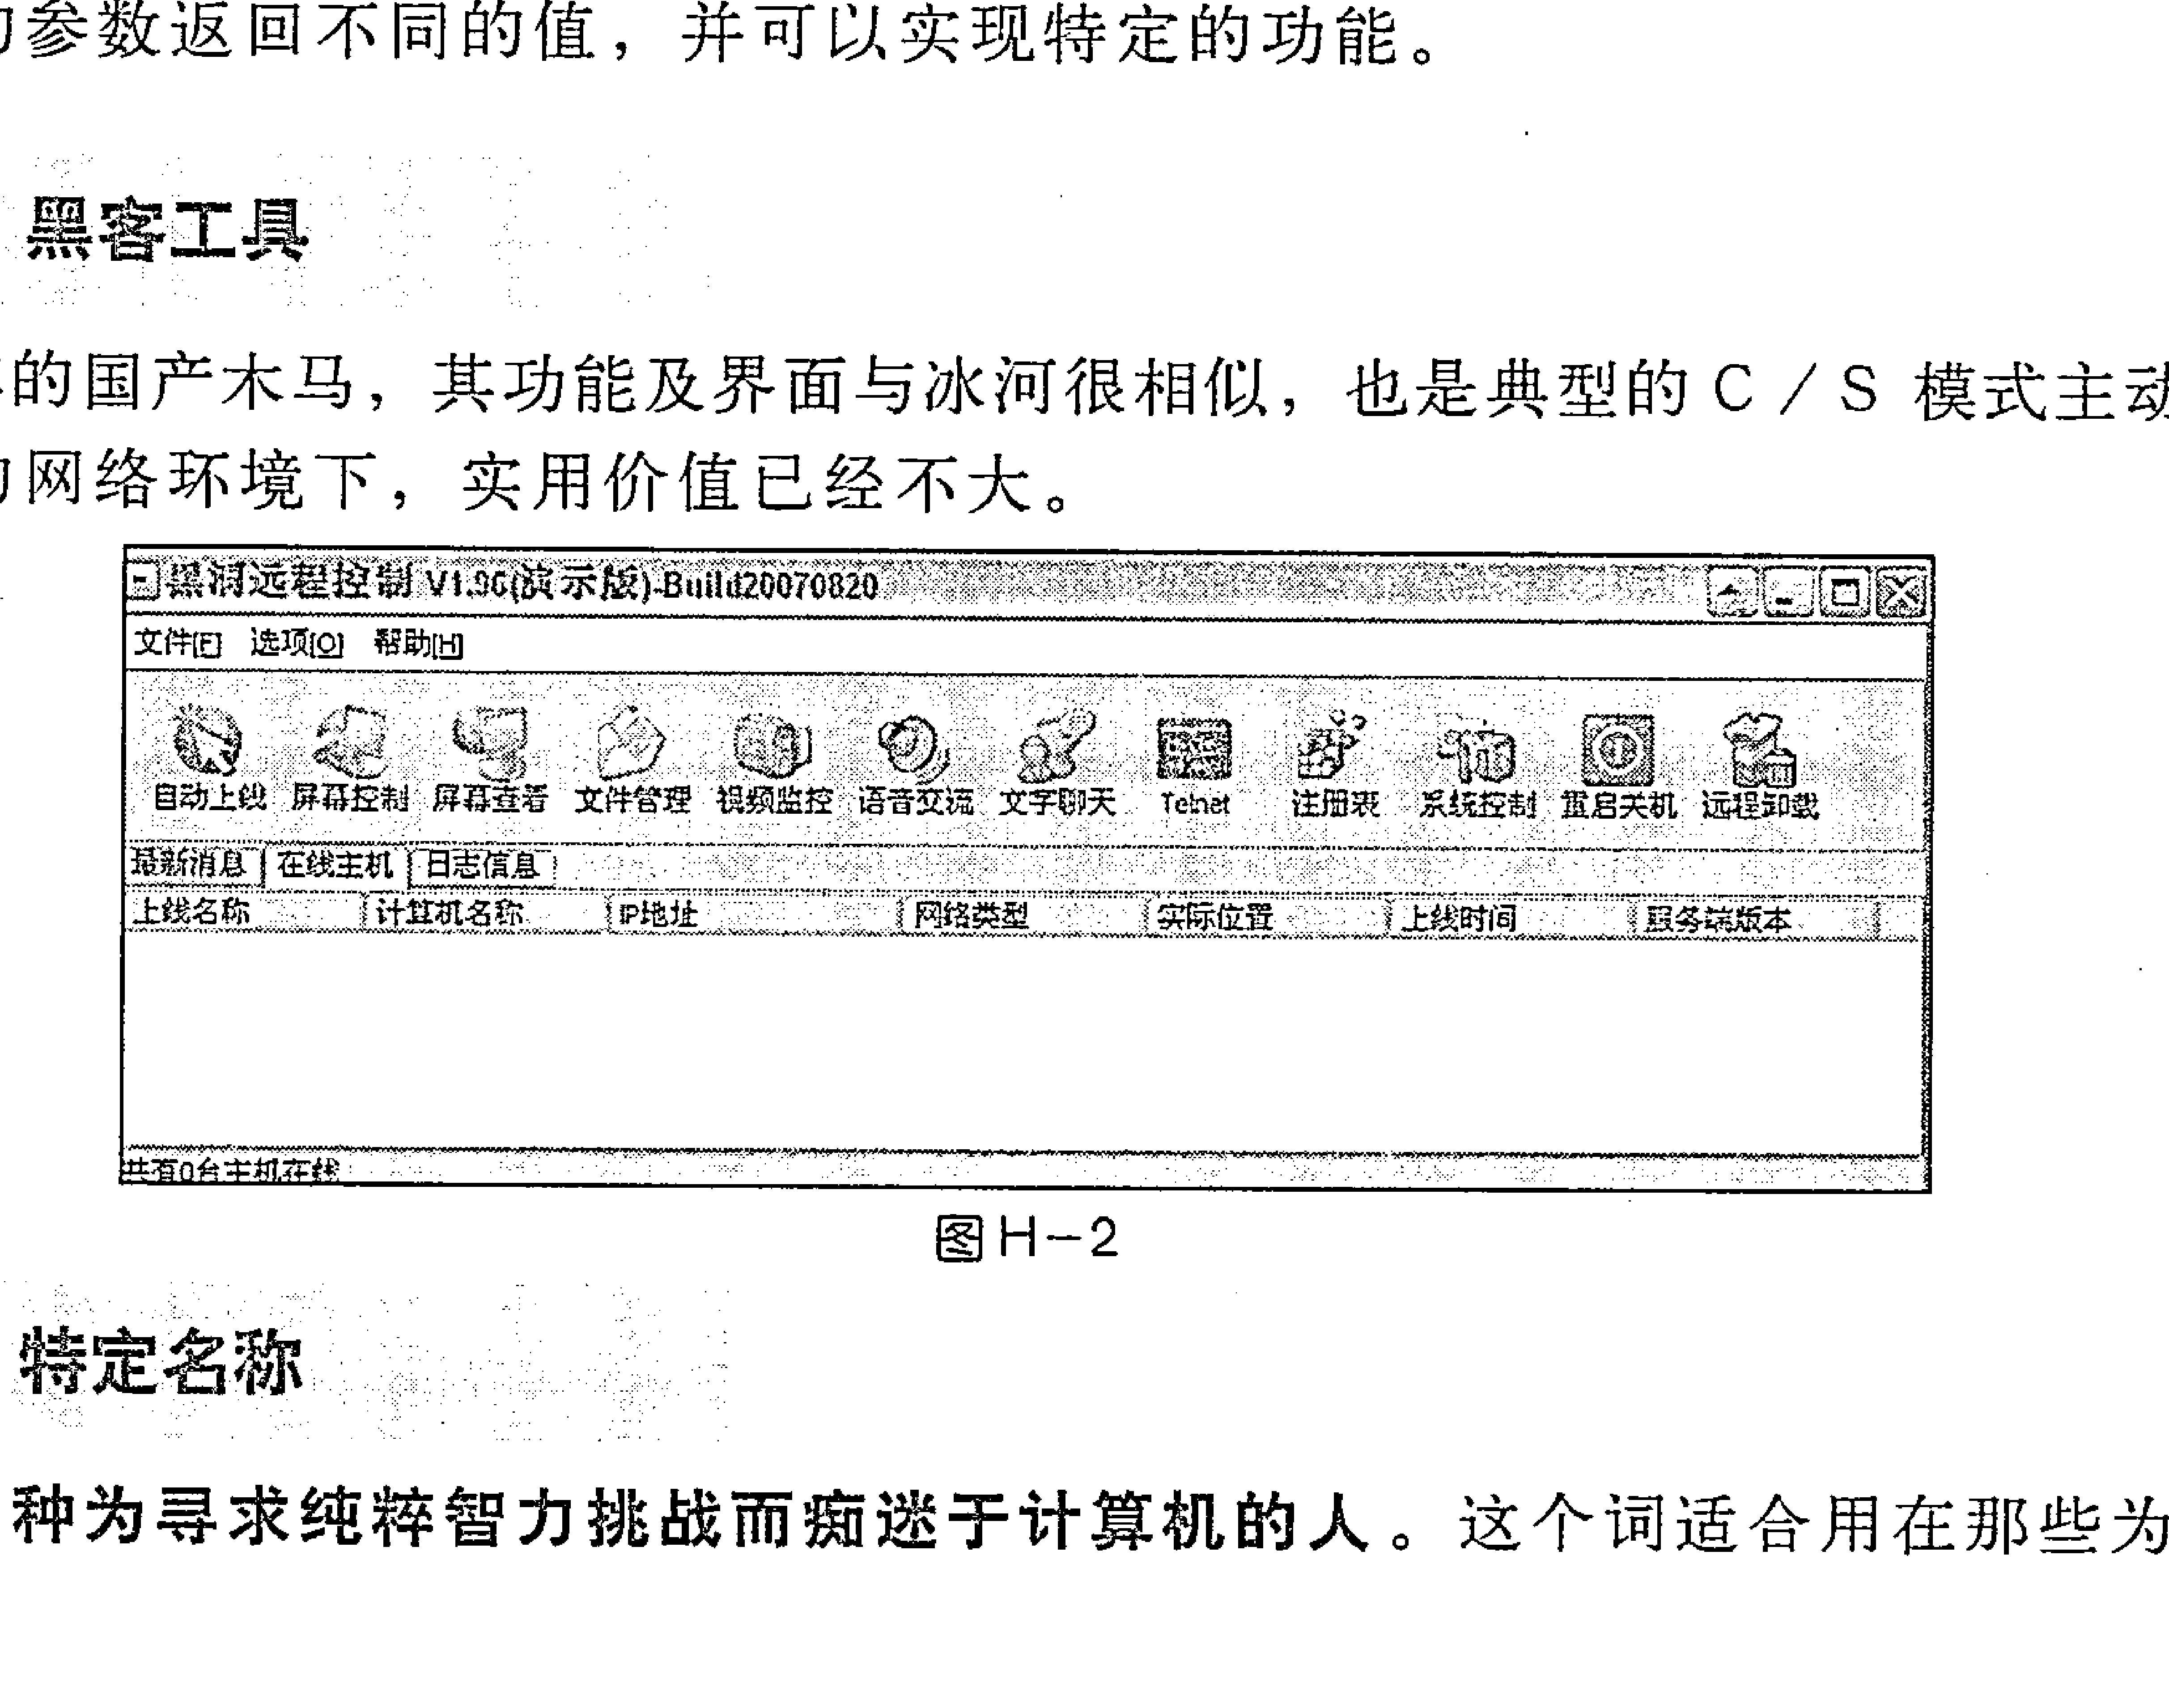 参数返回不同的值，并可以实现特定的功能。
黑客工具
的国产木马，其功能及界面与冰河很相似，也是典型的 C / S 模式主动
网络环境下，实用价值已经不大。
黑洞远程控制 V1.96(演示版)-Build20070820
文件[F] 选项[O] 帮助[H]
自动上线 屏幕控制 屏幕查看 文件管理 视频监控 语音交流 文字聊天 Telnet 注册表 系统控制 重启关机 远程卸载
最新消息 在线主机 日志信息
上线名称 计算机名称 IP地址 网络类型 实际位置 上线时间 服务端版本
共有0台主机在线
图H-2
特定名称
种为寻求纯粹智力挑战而痴迷于计算机的人。这个词适合用在那些为